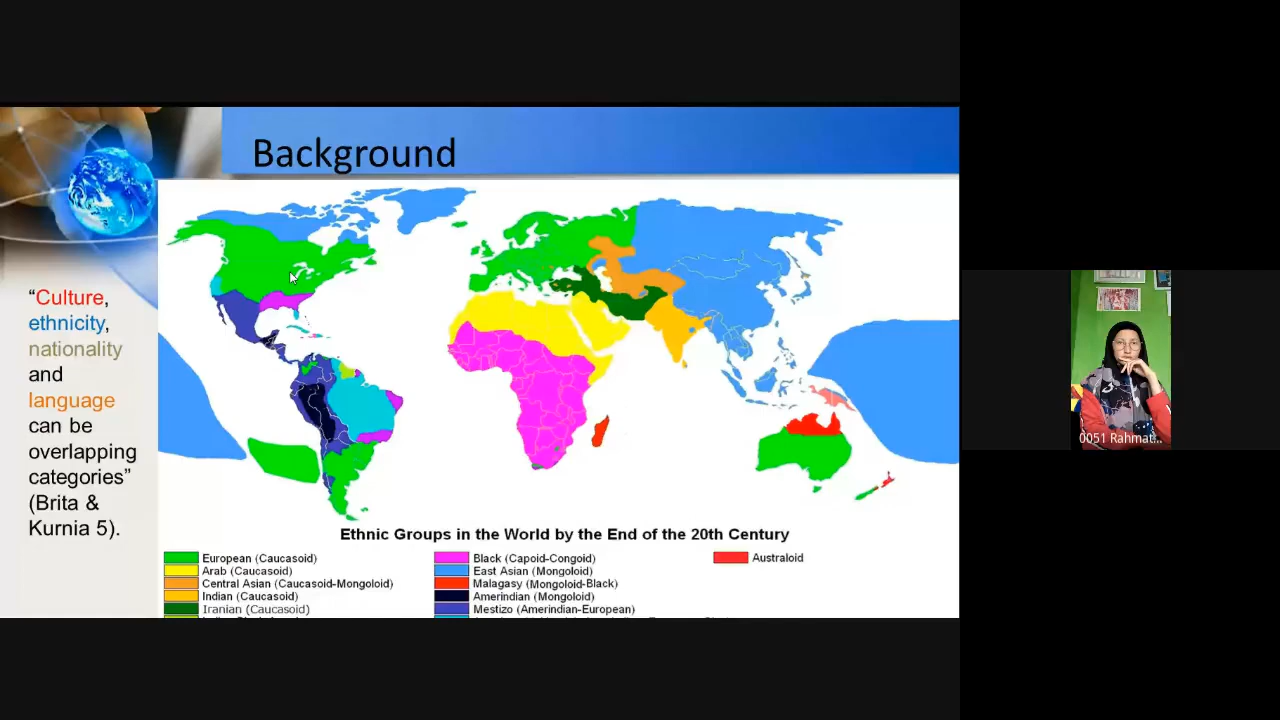 Background
“Culture,
ethnicity,
nationality
and
language
can be
overlapping
categories”
(Brita &
Kurnia 5).
Ethnic Groups in the World by the End of the 20th Century
European (Caucasoid)
Arab (Caucasoid)
Central Asian (Caucasoid-Mongoloid)
Indian (Caucasoid)
Iranian (Caucasoid)
Black (Capoid-Congoid)
East Asian (Mongoloid)
Malagasy (Mongoloid-Black)
Amerindian (Mongoloid)
Mestizo (Amerindian-European)
Australoid
0051 Rahmat...